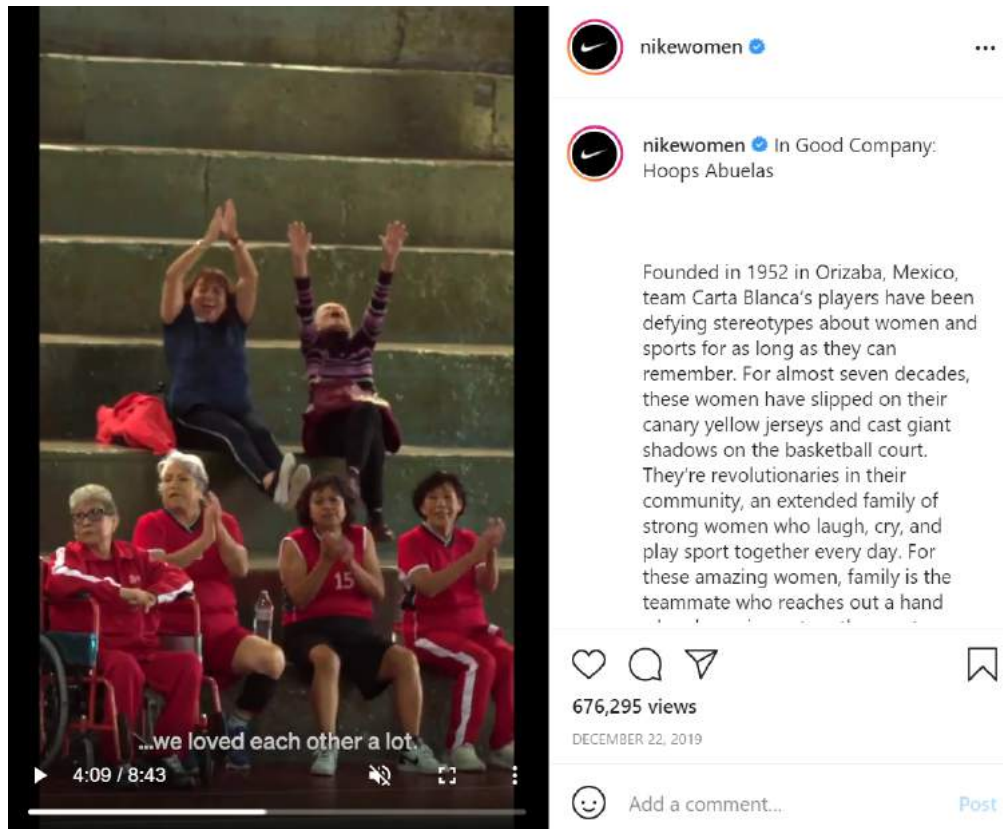 15
...we loved each other a lot.
4:09 / 8:43
nikewomen
nikewomen In Good Company:
Hoops Abuelas
Founded in 1952 in Orizaba, Mexico,
team Carta Blanca's players have been
defying stereotypes about women and
sports for as long as they can
remember. For almost seven decades,
these women have slipped on their
canary yellow jerseys and cast giant
shadows on the basketball court.
They're revolutionaries in their
community, an extended family of
strong women who laugh, cry, and
play sport together every day. For
these amazing women, family is the
teammate who reaches out a hand
676,295 views
DECEMBER 22, 2019
Add a comment...
Post